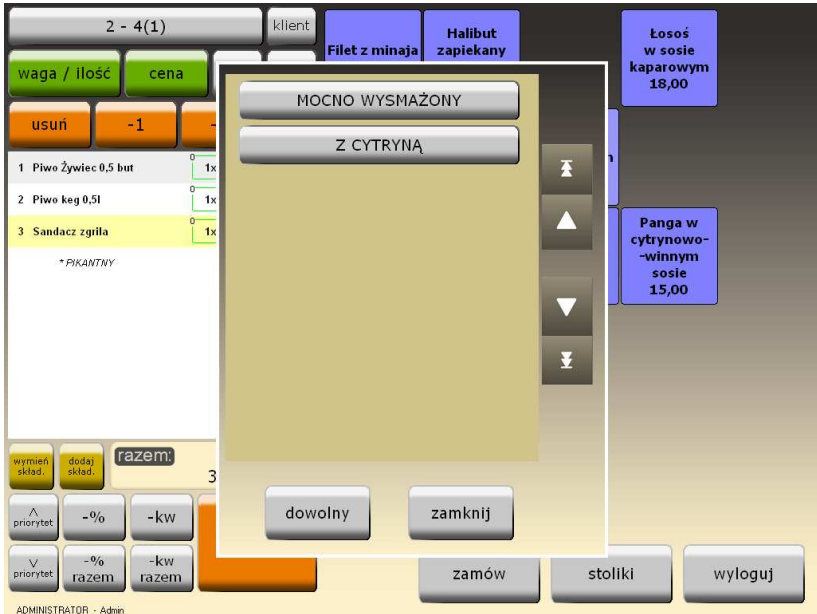 2 - 4(1)
klient
waga / ilość
cena
usuń
-1
1 Piwo Żywiec 0,5 but
0
1x
2 Piwo keg 0,5l
0
1x
3 Sandacz zgrila
0
1x
* PIKANTNY
wymień
skład.
dodaj
skład.
razem:
3
^
priorytet
-%
-kw
v
priorytet
-%
razem
-kw
razem
ADMINISTRATOR - Admin
Filet z minaja
Halibut
zapiekany
Łosoś
w sosie
kaparowym
18,00
Panga w
cytrynowo-
-winnym
sosie
15,00
MOCNO WYSMAŻONY
Z CYTRYNĄ
dowolny
zamknij
zamów
stoliki
wyloguj